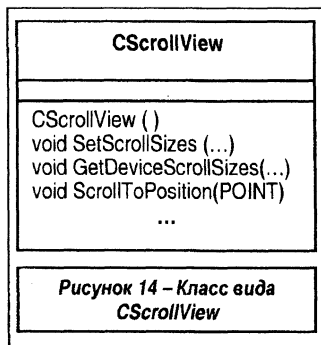 CScrollView
CScrollView ( )
void SetScrollSizes (...)
void GetDeviceScrollSizes(...)
void ScrollToPosition(POINT)
...
Рисунок 14 – Класс вида
CScrollView